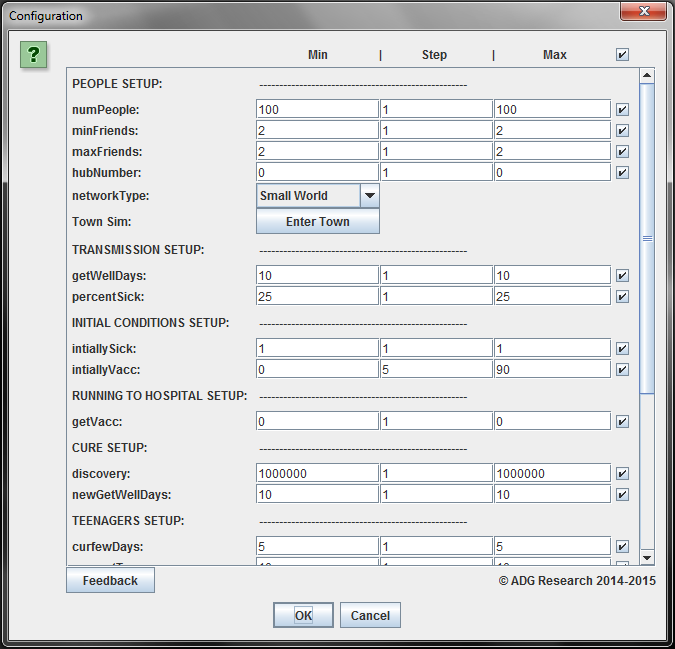 Configuration
?
Min | Step | Max
PEOPLE SETUP: ----------------------------------------------------
numPeople: 100 1 100
minFriends: 2 1 2
maxFriends: 2 1 2
hubNumber: 0 1 0
networkType: Small World
Town Sim: Enter Town
TRANSMISSION SETUP: ----------------------------------------------------
getWellDays: 10 1 10
percentSick: 25 1 25
INITIAL CONDITIONS SETUP: ----------------------------------------------------
intiallySick: 1 1 1
intiallyVacc: 0 5 90
RUNNING TO HOSPITAL SETUP: ----------------------------------------------------
getVacc: 0 1 0
CURE SETUP: ----------------------------------------------------
discovery: 1000000 1 1000000
newGetWellDays: 10 1 10
TEENAGERS SETUP: ----------------------------------------------------
curfewDays: 5 1 5
Feedback © ADG Research 2014-2015
OK Cancel